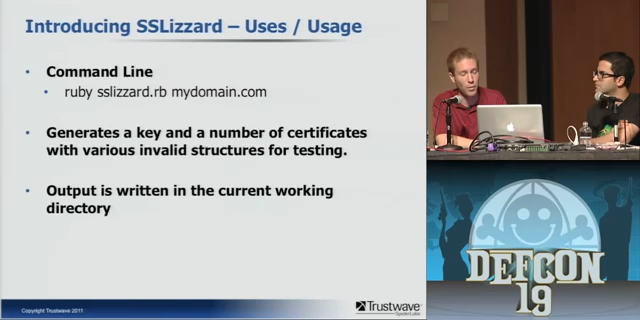 Introducing SSLizzard – Uses / Usage
• Command Line
• ruby sslizzard.rb mydomain.com
• Generates a key and a number of certificates
with various invalid structures for testing.
• Output is written in the current working
directory
Copyright Trustwave 2011
Trustwave
SpiderLabs
DEFCON
19